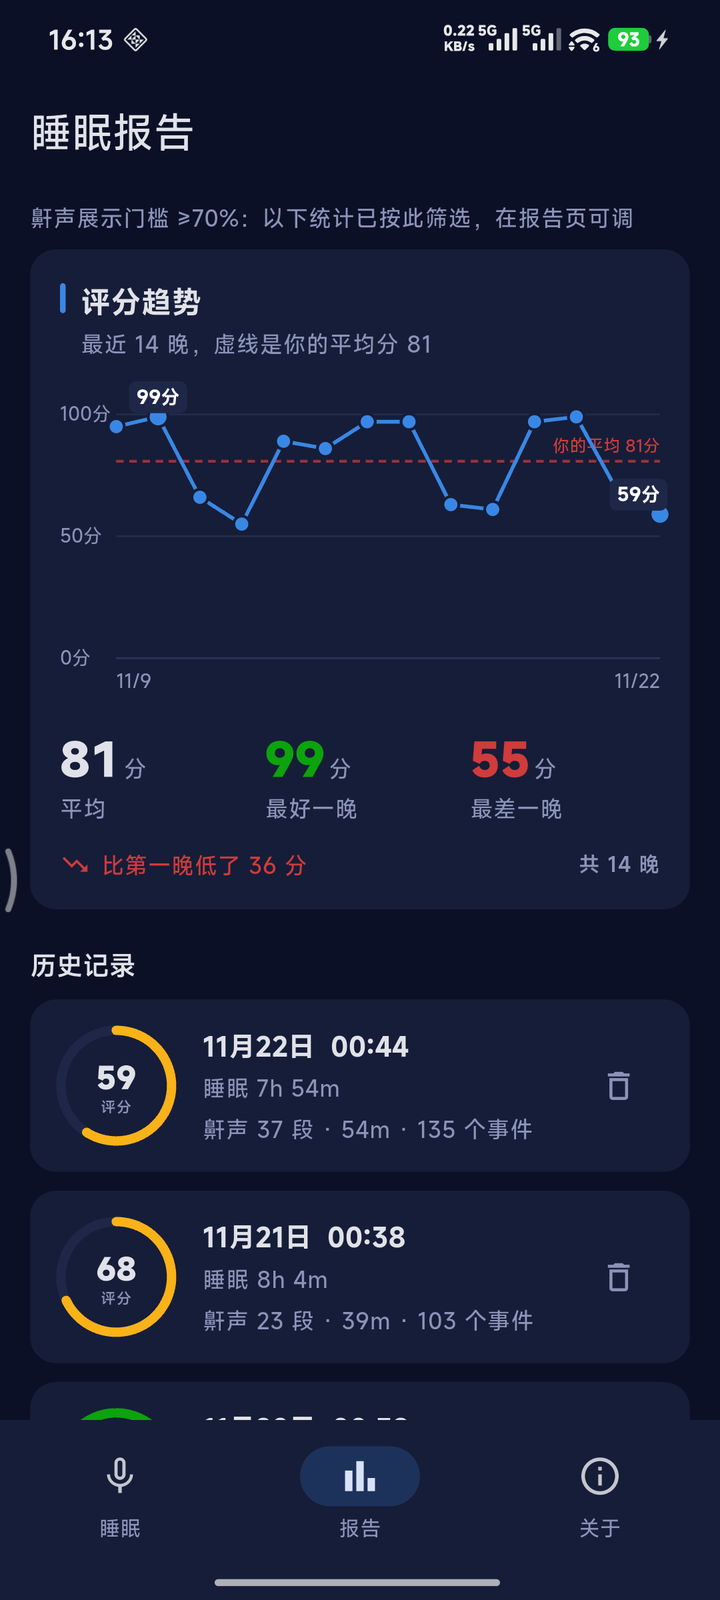 16:13
0.22 KB/s 5G 5G 6 93
睡眠报告
鼾声展示门槛 ≥70%：以下统计已按此筛选，在报告页可调
评分趋势
最近 14 晚，虚线是你的平均分 81
99分
100分
你的平均 81分
59分
50分
0分
11/9 11/22
81 分 99 分 55 分
平均 最好一晚 最差一晚
比第一晚低了 36 分 共 14 晚
历史记录
11月22日 00:44
59
评分
睡眠 7h 54m
鼾声 37 段 · 54m · 135 个事件
11月21日 00:38
68
评分
睡眠 8h 4m
鼾声 23 段 · 39m · 103 个事件
睡眠 报告 关于